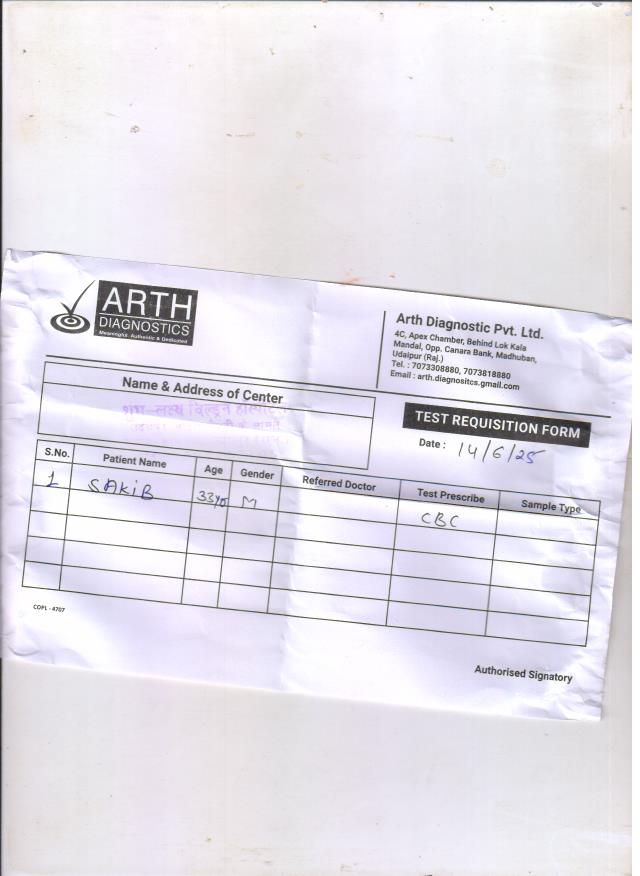 ARTH
DIAGNOSTICS
Meaningful, Authentic & Dedicated
Arth Diagnostic Pvt. Ltd.
4C, Apex Chamber, Behind Lok Kala
Mandal, Opp. Canara Bank, Madhuban,
Udaipur (Raj.)
Tel. : 7073308880, 7073818880
Email : arth.diagnositcs.gmail.com
Name & Address of Center
चिल्ड्रन हॉस्पिटल
TEST REQUISITION FORM
Date : 14/6/25
S.No. Patient Name Age Gender Referred Doctor Test Prescribe Sample Type
1 SAKIB 33 M CBC
COPL - 4707
Authorised Signatory